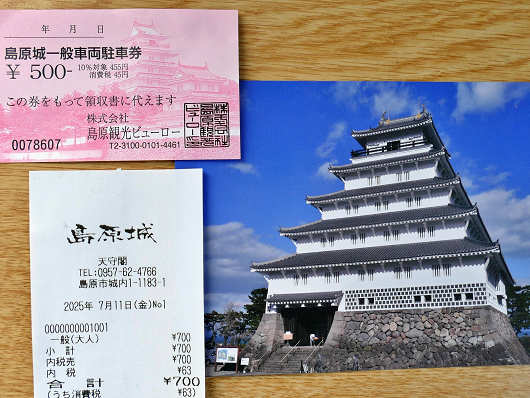 年 月 日
島原城一般車両駐車券
¥ 500- 10%対象 455円
消費税 45円
この券をもって領収書に代えます
株式会社
島原観光ビューロー
0078607 T2-3100-0101-4461
島原城
天守閣
TEL:0957-62-4766
島原市城内1-1183-1
2025年 7月11日(金)No1
0000000001001
一般(大人) ¥700
小 計 ¥700
内税売 ¥700
内 税 ¥63
合 計 ¥700
(うち消費税 ¥63)